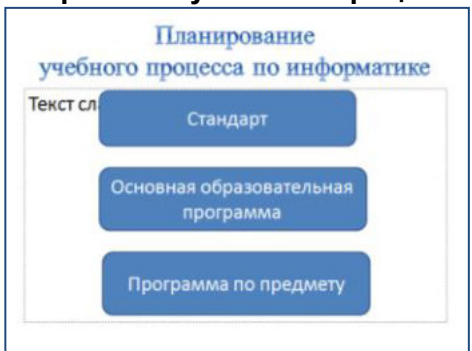 Планирование
учебного процесса по информатике
Текст сл
Стандарт
Основная образовательная
программа
Программа по предмету